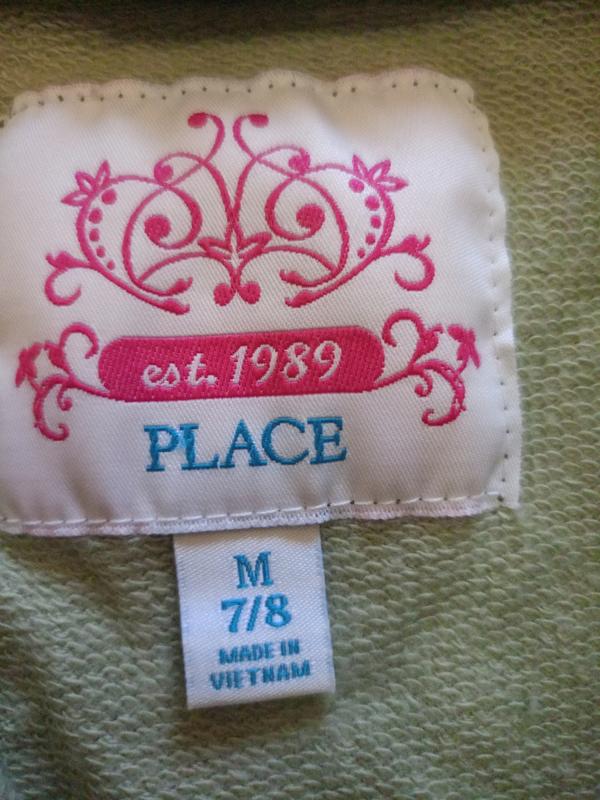 est. 1989
PLACE
M
7/8
MADE IN
VIETNAM